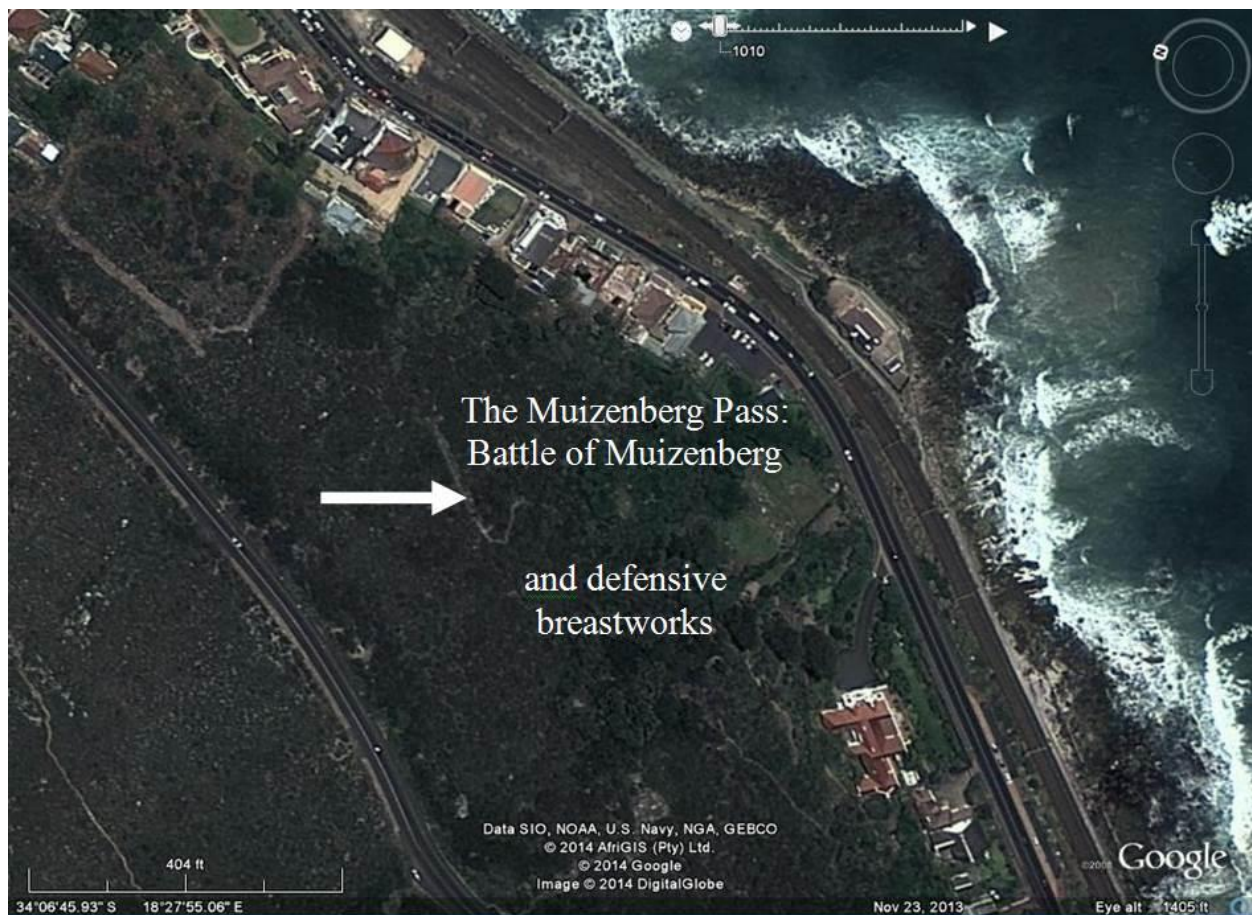 1010
N
The Muizenberg Pass:
Battle of Muizenberg
and defensive
breastworks
Data SIO, NOAA, U.S. Navy, NGA, GEBCO
© 2014 AfriGIS (Pty) Ltd.
© 2014 Google
Image © 2014 DigitalGlobe
404 ft
Google
34°06'45.93" S 18°27'55.06" E
Nov 23, 2013
Eye alt 1405 ft